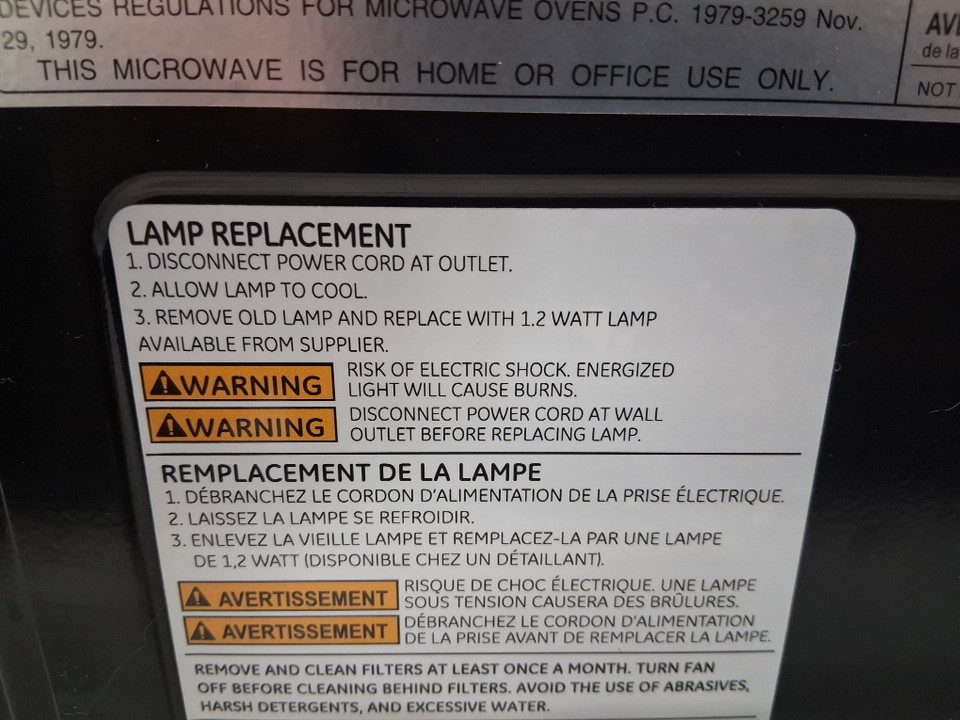 DEVICES REGULATIONS FOR MICROWAVE OVENS P.C. 1979-3259 Nov.
29, 1979.
THIS MICROWAVE IS FOR HOME OR OFFICE USE ONLY.
de la
NOT
LAMP REPLACEMENT
1. DISCONNECT POWER CORD AT OUTLET.
2. ALLOW LAMP TO COOL.
3. REMOVE OLD LAMP AND REPLACE WITH 1.2 WATT LAMP
AVAILABLE FROM SUPPLIER.
WARNING RISK OF ELECTRIC SHOCK. ENERGIZED
LIGHT WILL CAUSE BURNS.
WARNING DISCONNECT POWER CORD AT WALL
OUTLET BEFORE REPLACING LAMP.
REMPLACEMENT DE LA LAMPE
1. DÉBRANCHEZ LE CORDON D'ALIMENTATION DE LA PRISE ÉLECTRIQUE.
2. LAISSEZ LA LAMPE SE REFROIDIR.
3. ENLEVEZ LA VIEILLE LAMPE ET REMPLACEZ-LA PAR UNE LAMPE
DE 1,2 WATT (DISPONIBLE CHEZ UN DÉTAILLANT).
AVERTISSEMENT RISQUE DE CHOC ÉLECTRIQUE. UNE LAMPE
SOUS TENSION CAUSERA DES BRÛLURES.
AVERTISSEMENT DÉBRANCHEZ LE CORDON D'ALIMENTATION
DE LA PRISE AVANT DE REMPLACER LA LAMPE.
REMOVE AND CLEAN FILTERS AT LEAST ONCE A MONTH. TURN FAN
OFF BEFORE CLEANING BEHIND FILTERS. AVOID THE USE OF ABRASIVES,
HARSH DETERGENTS, AND EXCESSIVE WATER.